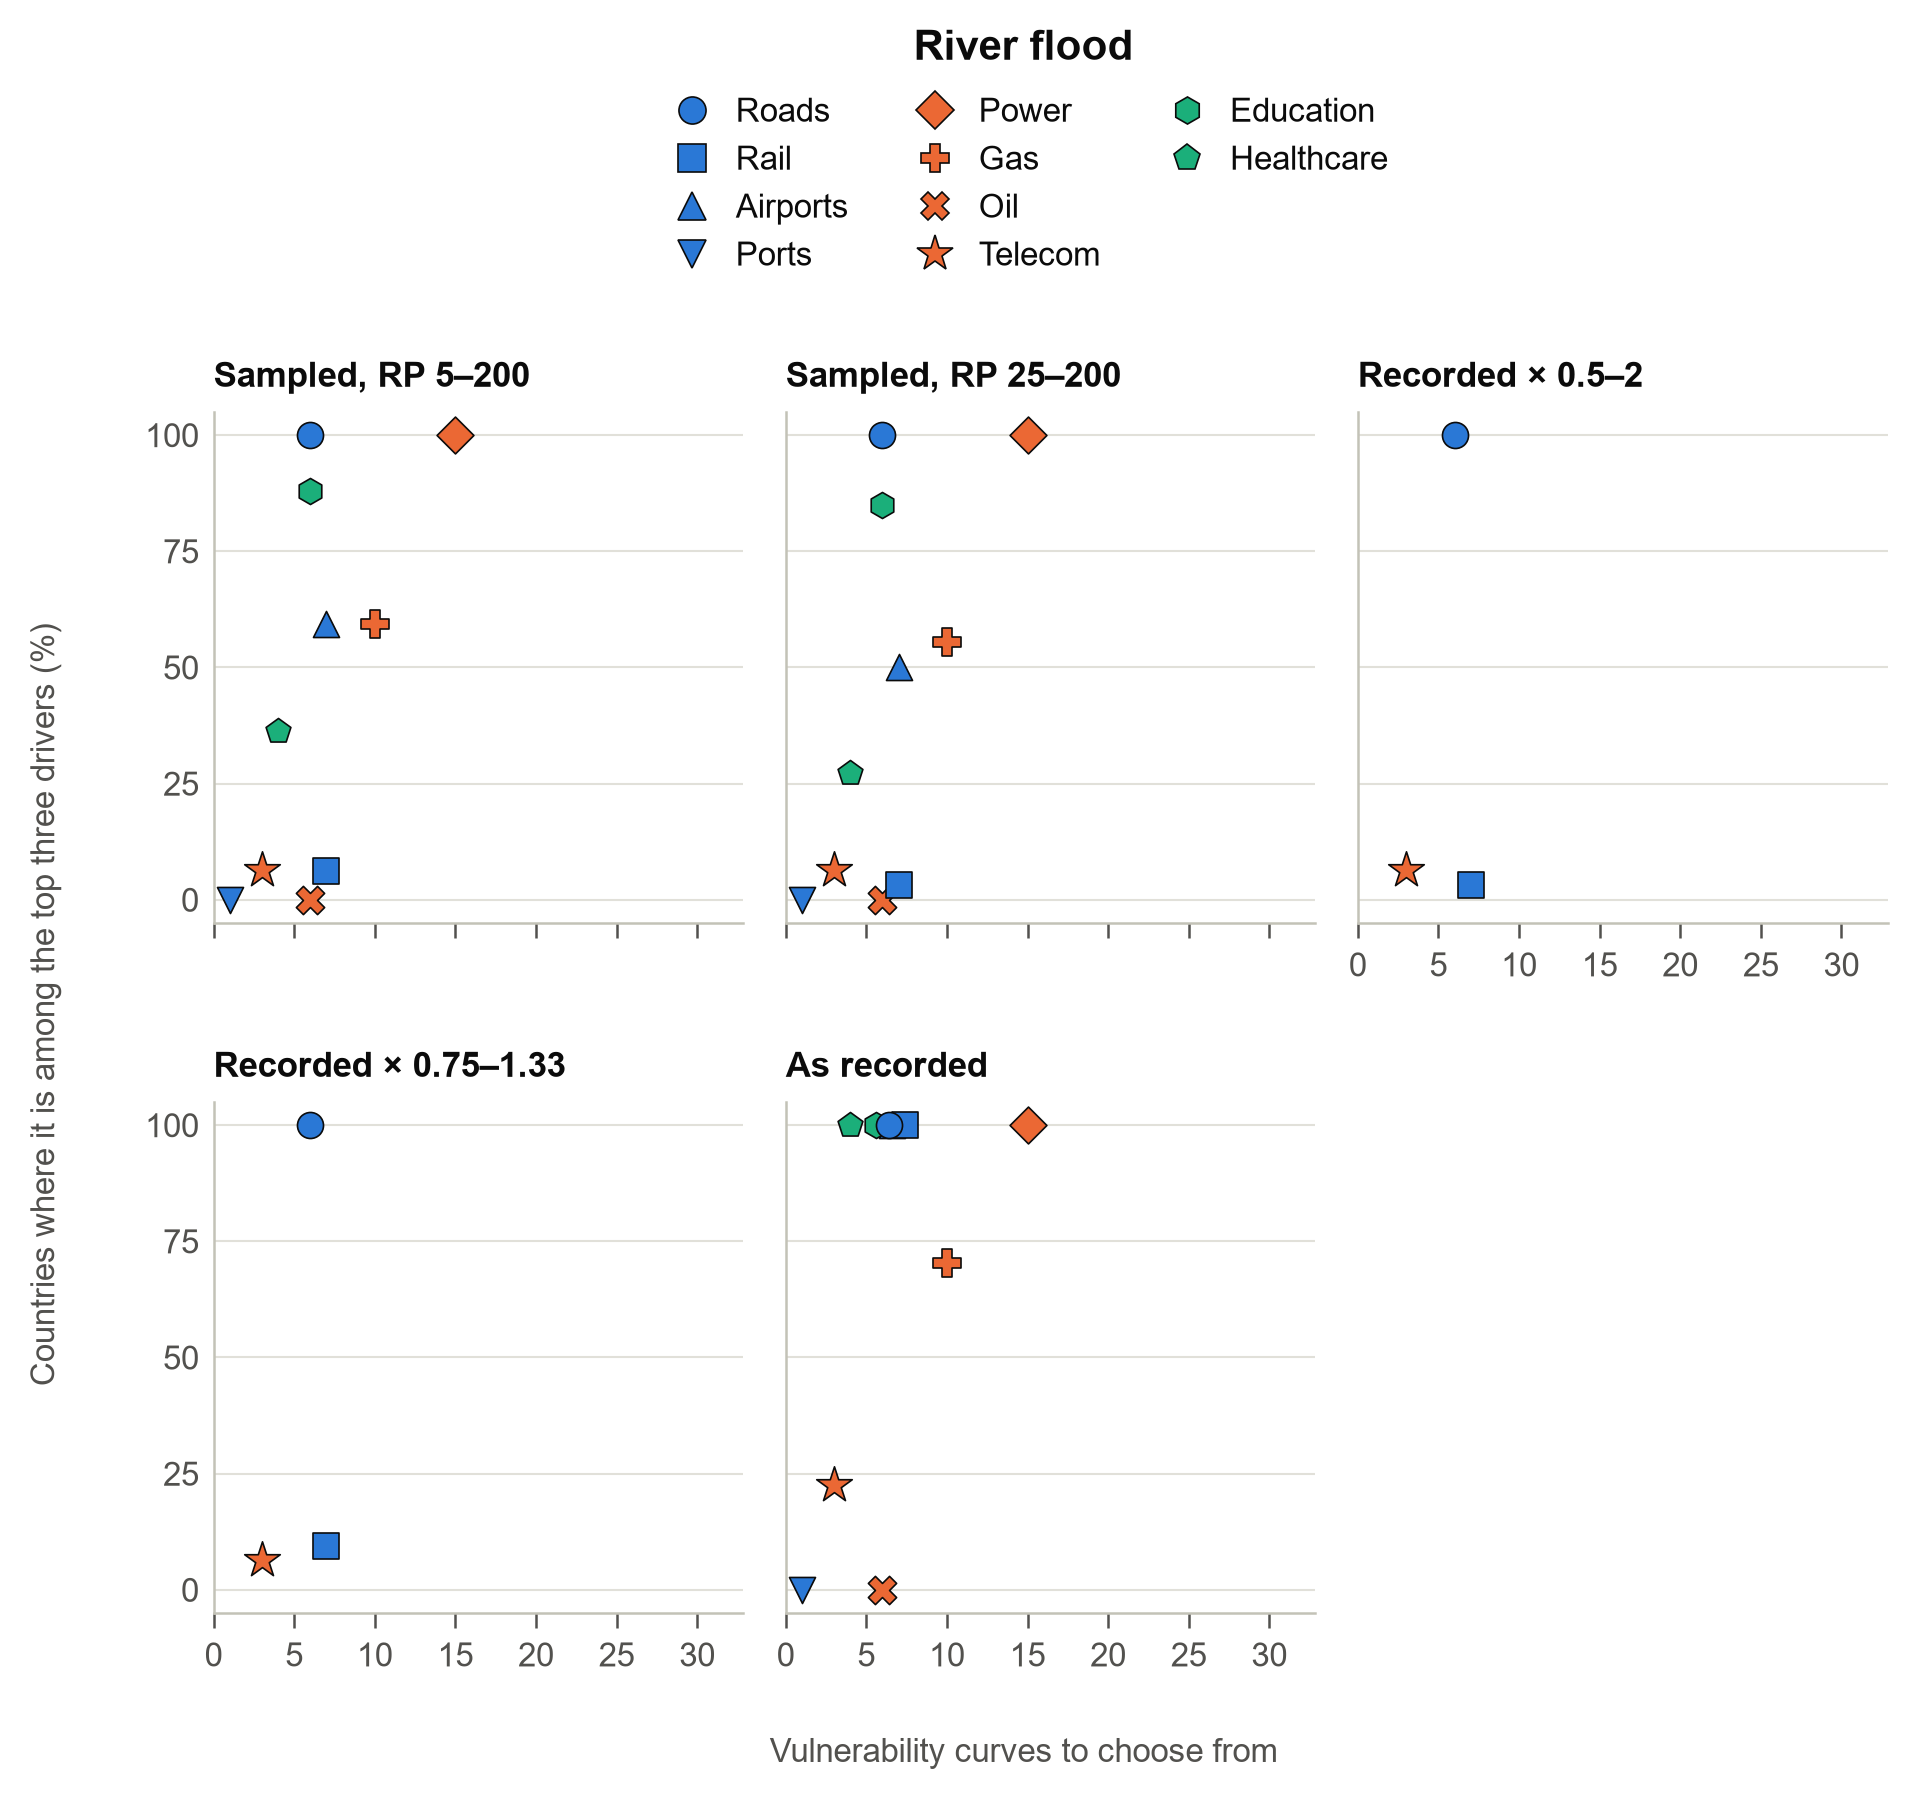 River flood
Roads
Rail
Airports
Ports
Power
Gas
Oil
Telecom
Education
Healthcare
Countries where it is among the top three drivers (%)
Sampled, RP 5–200
100
75
50
25
0
Sampled, RP 25–200
Recorded × 0.5–2
0 5 10 15 20 25 30
Recorded × 0.75–1.33
100
75
50
25
0
0 5 10 15 20 25 30
As recorded
0 5 10 15 20 25 30
Vulnerability curves to choose from